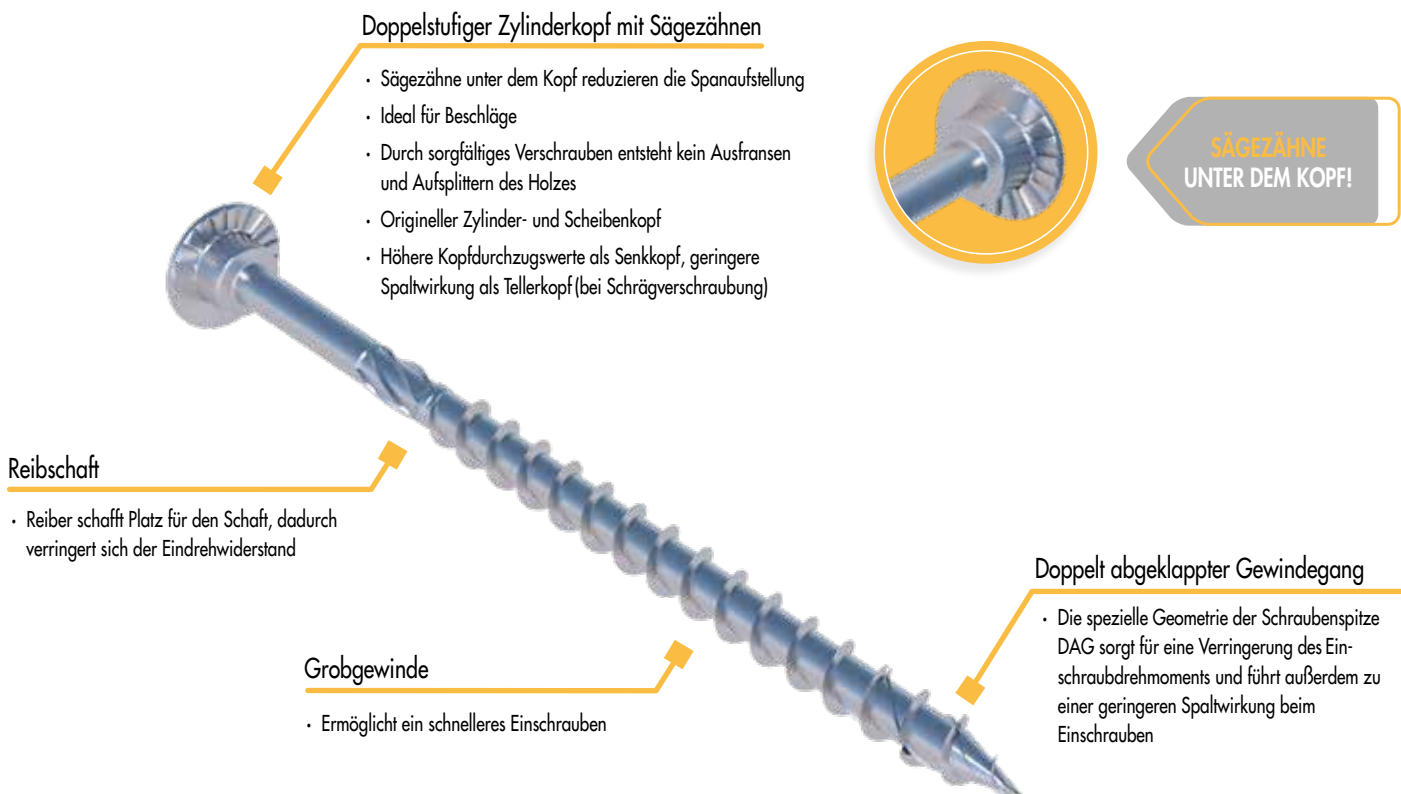 Doppelstufiger Zylinderkopf mit Sägezähnen
· Sägezähne unter dem Kopf reduzieren die Spanaufstellung
· Ideal für Beschläge
· Durch sorgfältiges Verschrauben entsteht kein Ausfransen
und Aufsplittern des Holzes
· Origineller Zylinder- und Scheibenkopf
· Höhere Kopfdurchzugswerte als Senkkopf, geringere
Spaltwirkung als Tellerkopf (bei Schrägverschraubung)
SÄGEZÄHNE
UNTER DEM KOPF!
Reibschaft
· Reiber schafft Platz für den Schaft, dadurch
verringert sich der Eindrehwiderstand
Grobgewinde
· Ermöglicht ein schnelleres Einschrauben
Doppelt abgeklappter Gewindegang
· Die spezielle Geometrie der Schraubenspitze
DAG sorgt für eine Verringerung des Ein-
schraubdrehmoments und führt außerdem zu
einer geringeren Spaltwirkung beim
Einschrauben